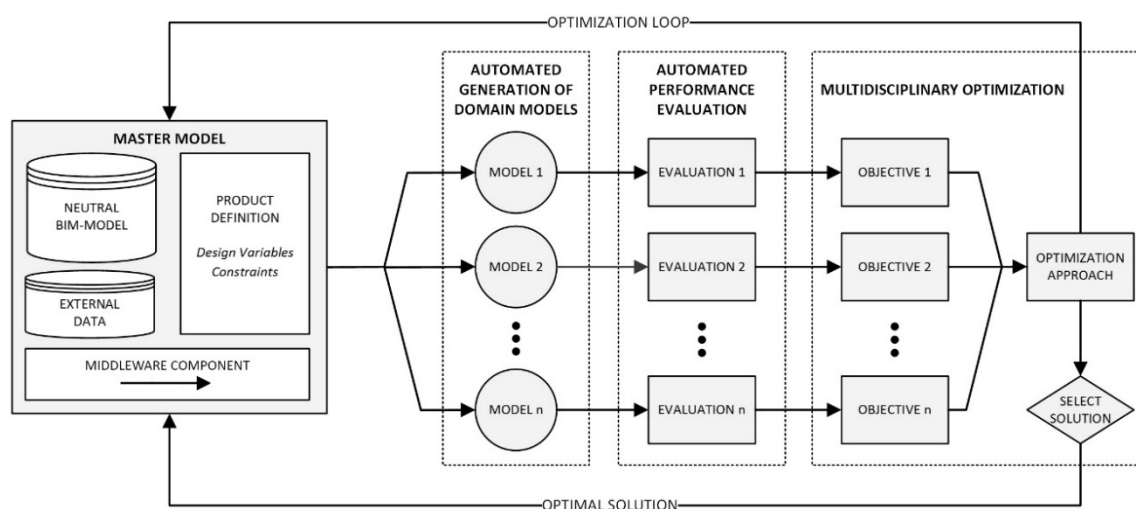 OPTIMIZATION LOOP
AUTOMATED
GENERATION OF
DOMAIN MODELS
AUTOMATED
PERFORMANCE
EVALUATION
MULTIDISCIPLINARY OPTIMIZATION
MASTER MODEL
NEUTRAL
BIM-MODEL
PRODUCT
DEFINITION
Design Variables
Constraints
EXTERNAL
DATA
MIDDLEWARE COMPONENT
MODEL 1
EVALUATION 1
OBJECTIVE 1
MODEL 2
EVALUATION 2
OBJECTIVE 2
MODEL n
EVALUATION n
OBJECTIVE n
OPTIMIZATION
APPROACH
SELECT
SOLUTION
OPTIMAL SOLUTION